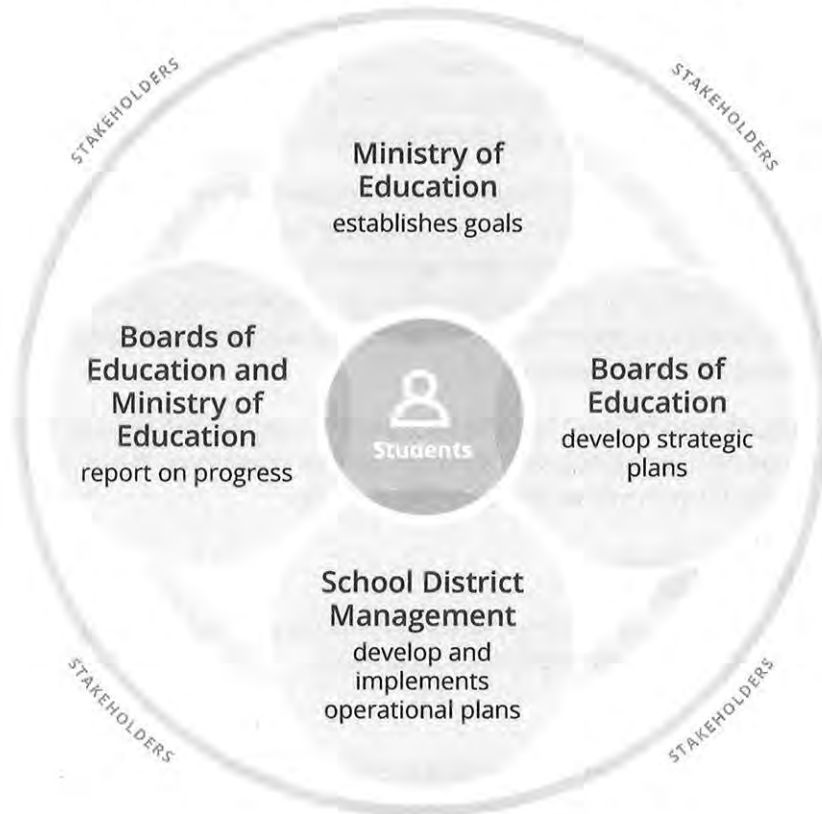 STAKEHOLDERS
STAKEHOLDERS
Ministry of
Education
establishes goals
Boards of
Education and
Ministry of
Education
report on progress
Students
Boards of
Education
develop strategic
plans
School District
Management
develop and
implements
operational plans
STAKEHOLDERS
STAKEHOLDERS